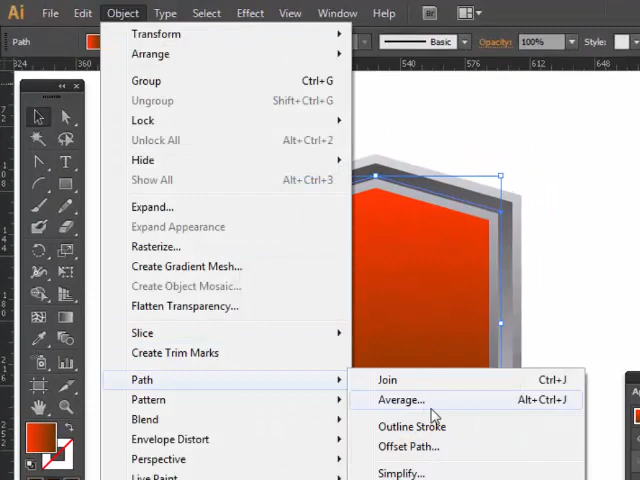 Ai File Edit Object Type Select Effect View Window Help Br
Path Basic Opacity: 100% Style:
324 360 540 576 612 648
Transform
Arrange
Group Ctrl+G
Ungroup Shift+Ctrl+G
Lock
Unlock All Alt+Ctrl+2
Hide
Show All Alt+Ctrl+3
Expand...
Expand Appearance
Rasterize...
Create Gradient Mesh...
Create Object Mosaic...
Flatten Transparency...
Slice
Create Trim Marks
Path
Pattern
Blend
Envelope Distort
Perspective
Live Paint
Join Ctrl+J
Average... Alt+Ctrl+J
Outline Stroke
Offset Path...
Simplify...